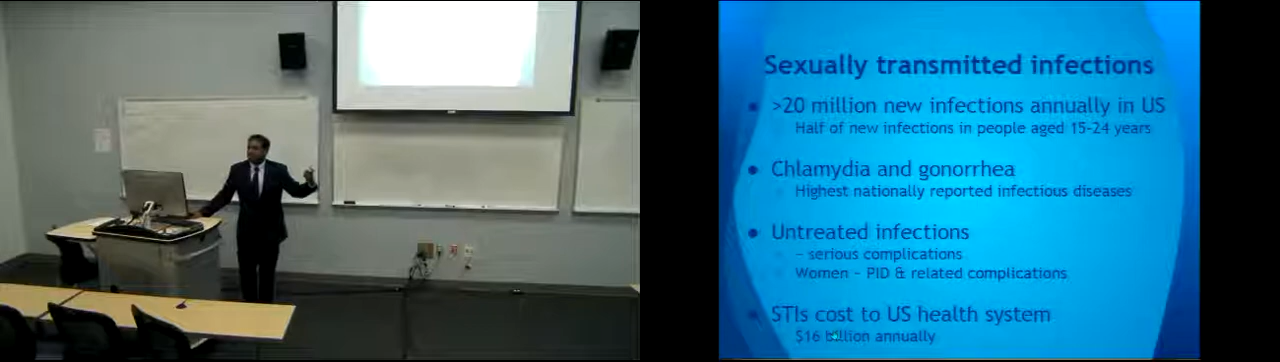 Sexually transmitted infections
>20 million new infections annually in US
Half of new infections in people aged 15-24 years
Chlamydia and gonorrhea
Highest nationally reported infectious diseases
Untreated infections
– serious complications
Women – PID & related complications
STIs cost to US health system
$16 billion annually